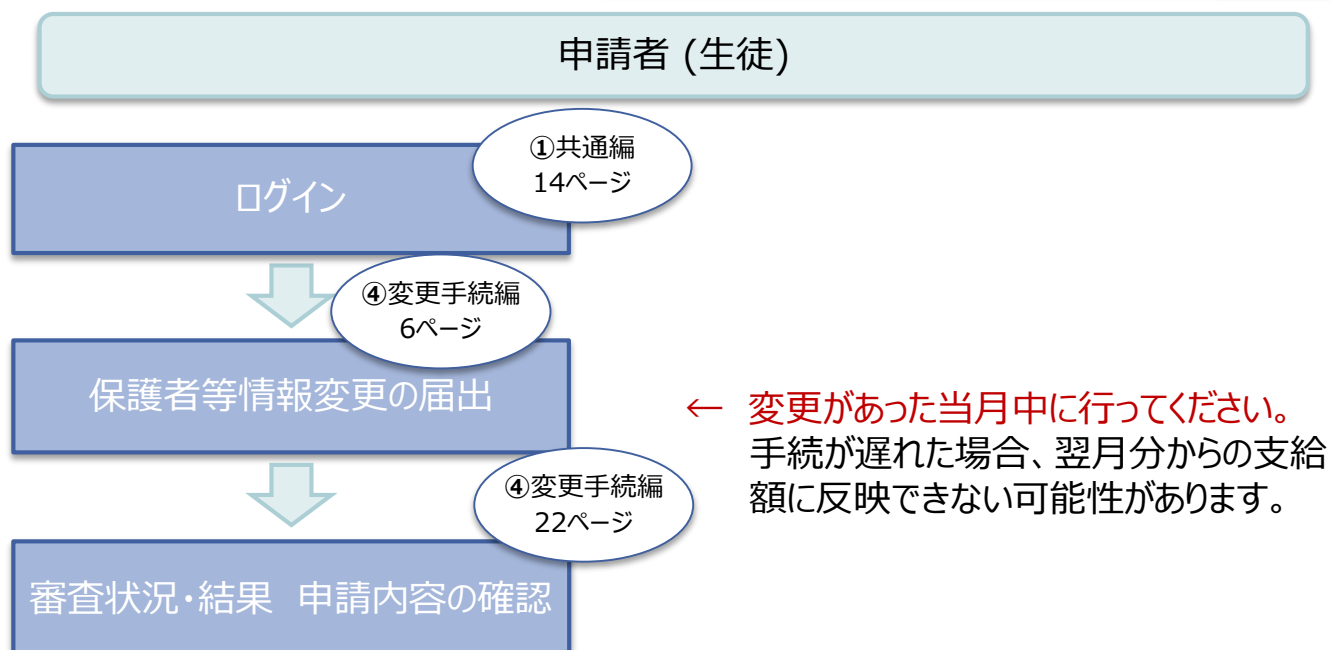 申請者 (生徒)
①共通編
14ページ
ログイン
④変更手続編
6ページ
保護者等情報変更の届出
← 変更があった当月中に行ってください。
手続が遅れた場合、翌月分からの支給
額に反映できない可能性があります。
④変更手続編
22ページ
審査状況・結果　申請内容の確認